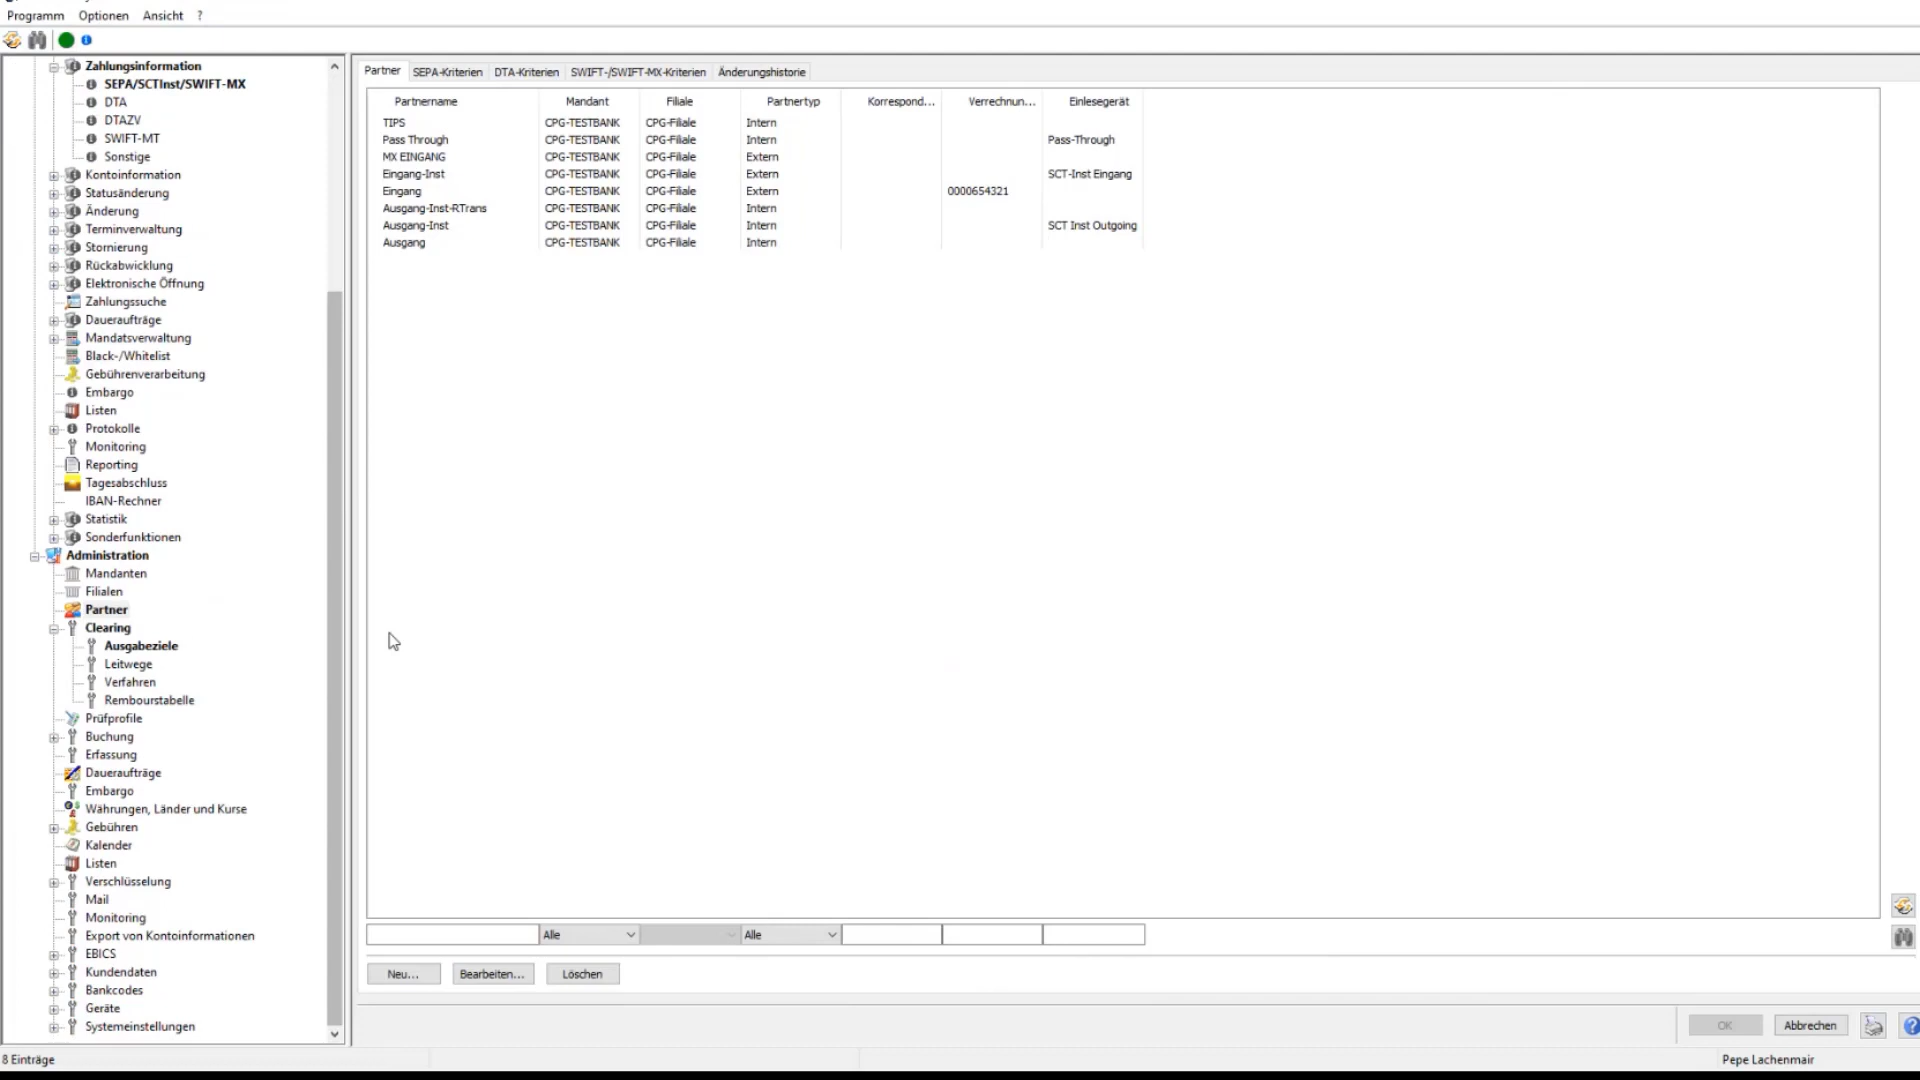 Programm Optionen Ansicht ?
Zahlungsinformation
SEPA/SCTInst/SWIFT-MX
DTA
DTAZV
SWIFT-MT
Sonstige
Kontoinformation
Statusänderung
Änderung
Terminverwaltung
Stornierung
Rückabwicklung
Elektronische Öffnung
Zahlungssuche
Daueraufträge
Mandatsverwaltung
Black-/Whitelist
Gebührenverarbeitung
Embargo
Listen
Protokolle
Monitoring
Reporting
Tagesabschluss
IBAN-Rechner
Statistik
Sonderfunktionen
Administration
Mandanten
Filialen
Partner
Clearing
Ausgabeziele
Leitwege
Verfahren
Rembourstabelle
Prüfprofile
Buchung
Erfassung
Daueraufträge
Embargo
Währungen, Länder und Kurse
Gebühren
Kalender
Listen
Verschlüsselung
Mail
Monitoring
Export von Kontoinformationen
EBICS
Kundendaten
Bankcodes
Geräte
Systemeinstellungen
Partner SEPA-Kriterien DTA-Kriterien SWIFT-/SWIFT-MX-Kriterien Änderungshistorie
Partnername Mandant Filiale Partnertyp Korrespond... Verrechnun... Einlesegerät
TIPS CPG-TESTBANK CPG-Filiale Intern
Pass Through CPG-TESTBANK CPG-Filiale Intern Pass-Through
MX EINGANG CPG-TESTBANK CPG-Filiale Extern
Eingang-Inst CPG-TESTBANK CPG-Filiale Extern SCT-Inst Eingang
Eingang CPG-TESTBANK CPG-Filiale Extern 0000654321
Ausgang-Inst-RTrans CPG-TESTBANK CPG-Filiale Intern
Ausgang-Inst CPG-TESTBANK CPG-Filiale Intern SCT Inst Outgoing
Ausgang CPG-TESTBANK CPG-Filiale Intern
Alle Alle
Neu... Bearbeiten... Löschen
OK Abbrechen
8 Einträge Pepe Lachenmair